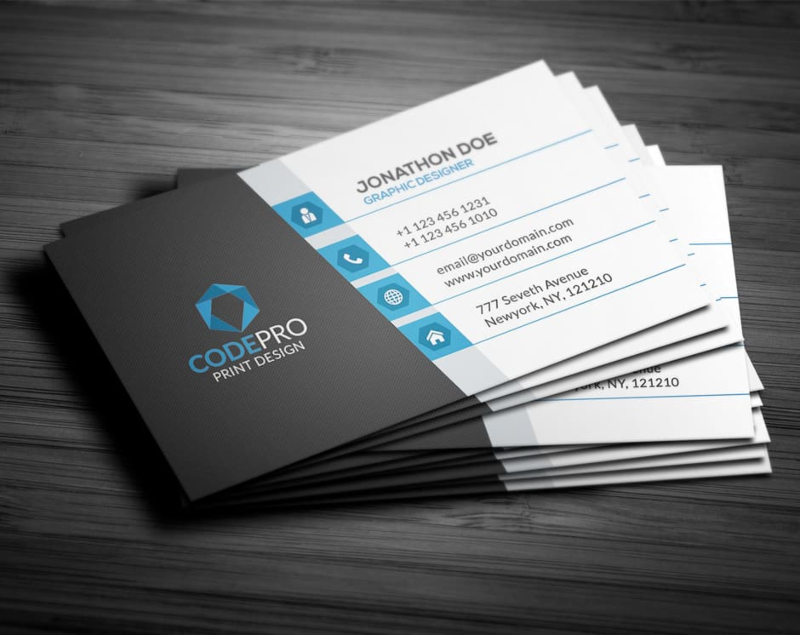 CODEPRO
PRINT DESIGN
JONATHON DOE
GRAPHIC DESIGNER
+1 123 456 1231
+1 123 456 1010
email@yourdomain.com
www.yourdomain.com
777 Seveth Avenue
Newyork, NY, 121210
NY, 121210